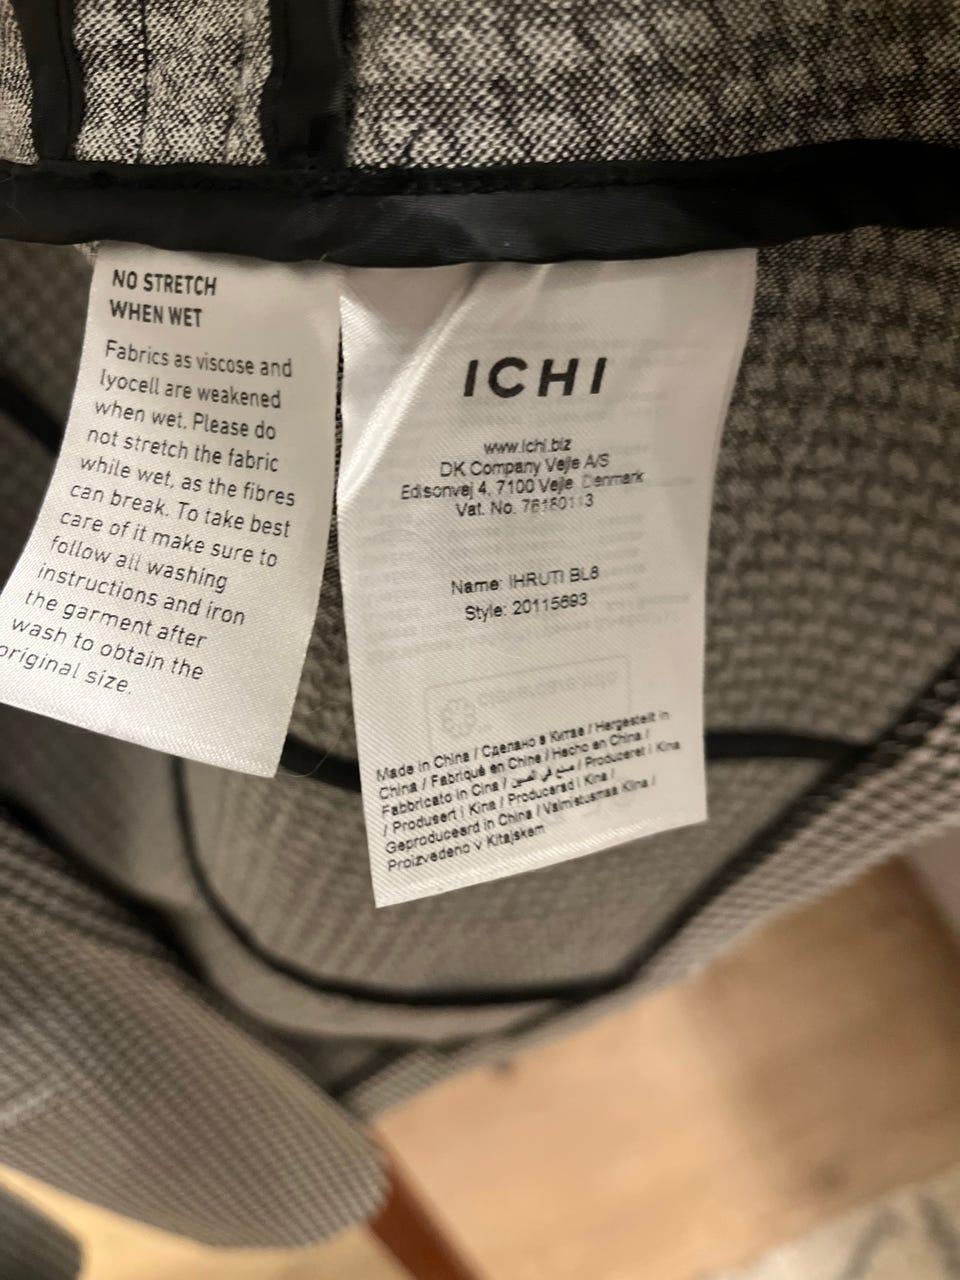 NO STRETCH
WHEN WET
Fabrics as viscose and
lyocell are weakened
when wet. Please do
not stretch the fabric
while wet, as the fibres
can break. To take best
care of it make sure to
follow all washing
instructions and iron
the garment after
wash to obtain the
original size.
ICHI
www.ichi.biz
DK Company Vejle A/S
Edisonvej 4, 7100 Vejle, Denmark
Vat. No. 76180113
Name: IHRUTI BL8
Style: 20115693
Made in China / Сделано в Китае / Hergestellt in
China / Fabriqué en Chine / Hecho en China /
Fabbricato in Cina / صنع في الصين / Produceret i Kina
/ Produsert i Kina / Producerad i Kina /
Geproduceerd in China / Valmistusmaa Kiina /
Proizvedeno v Kitajskem